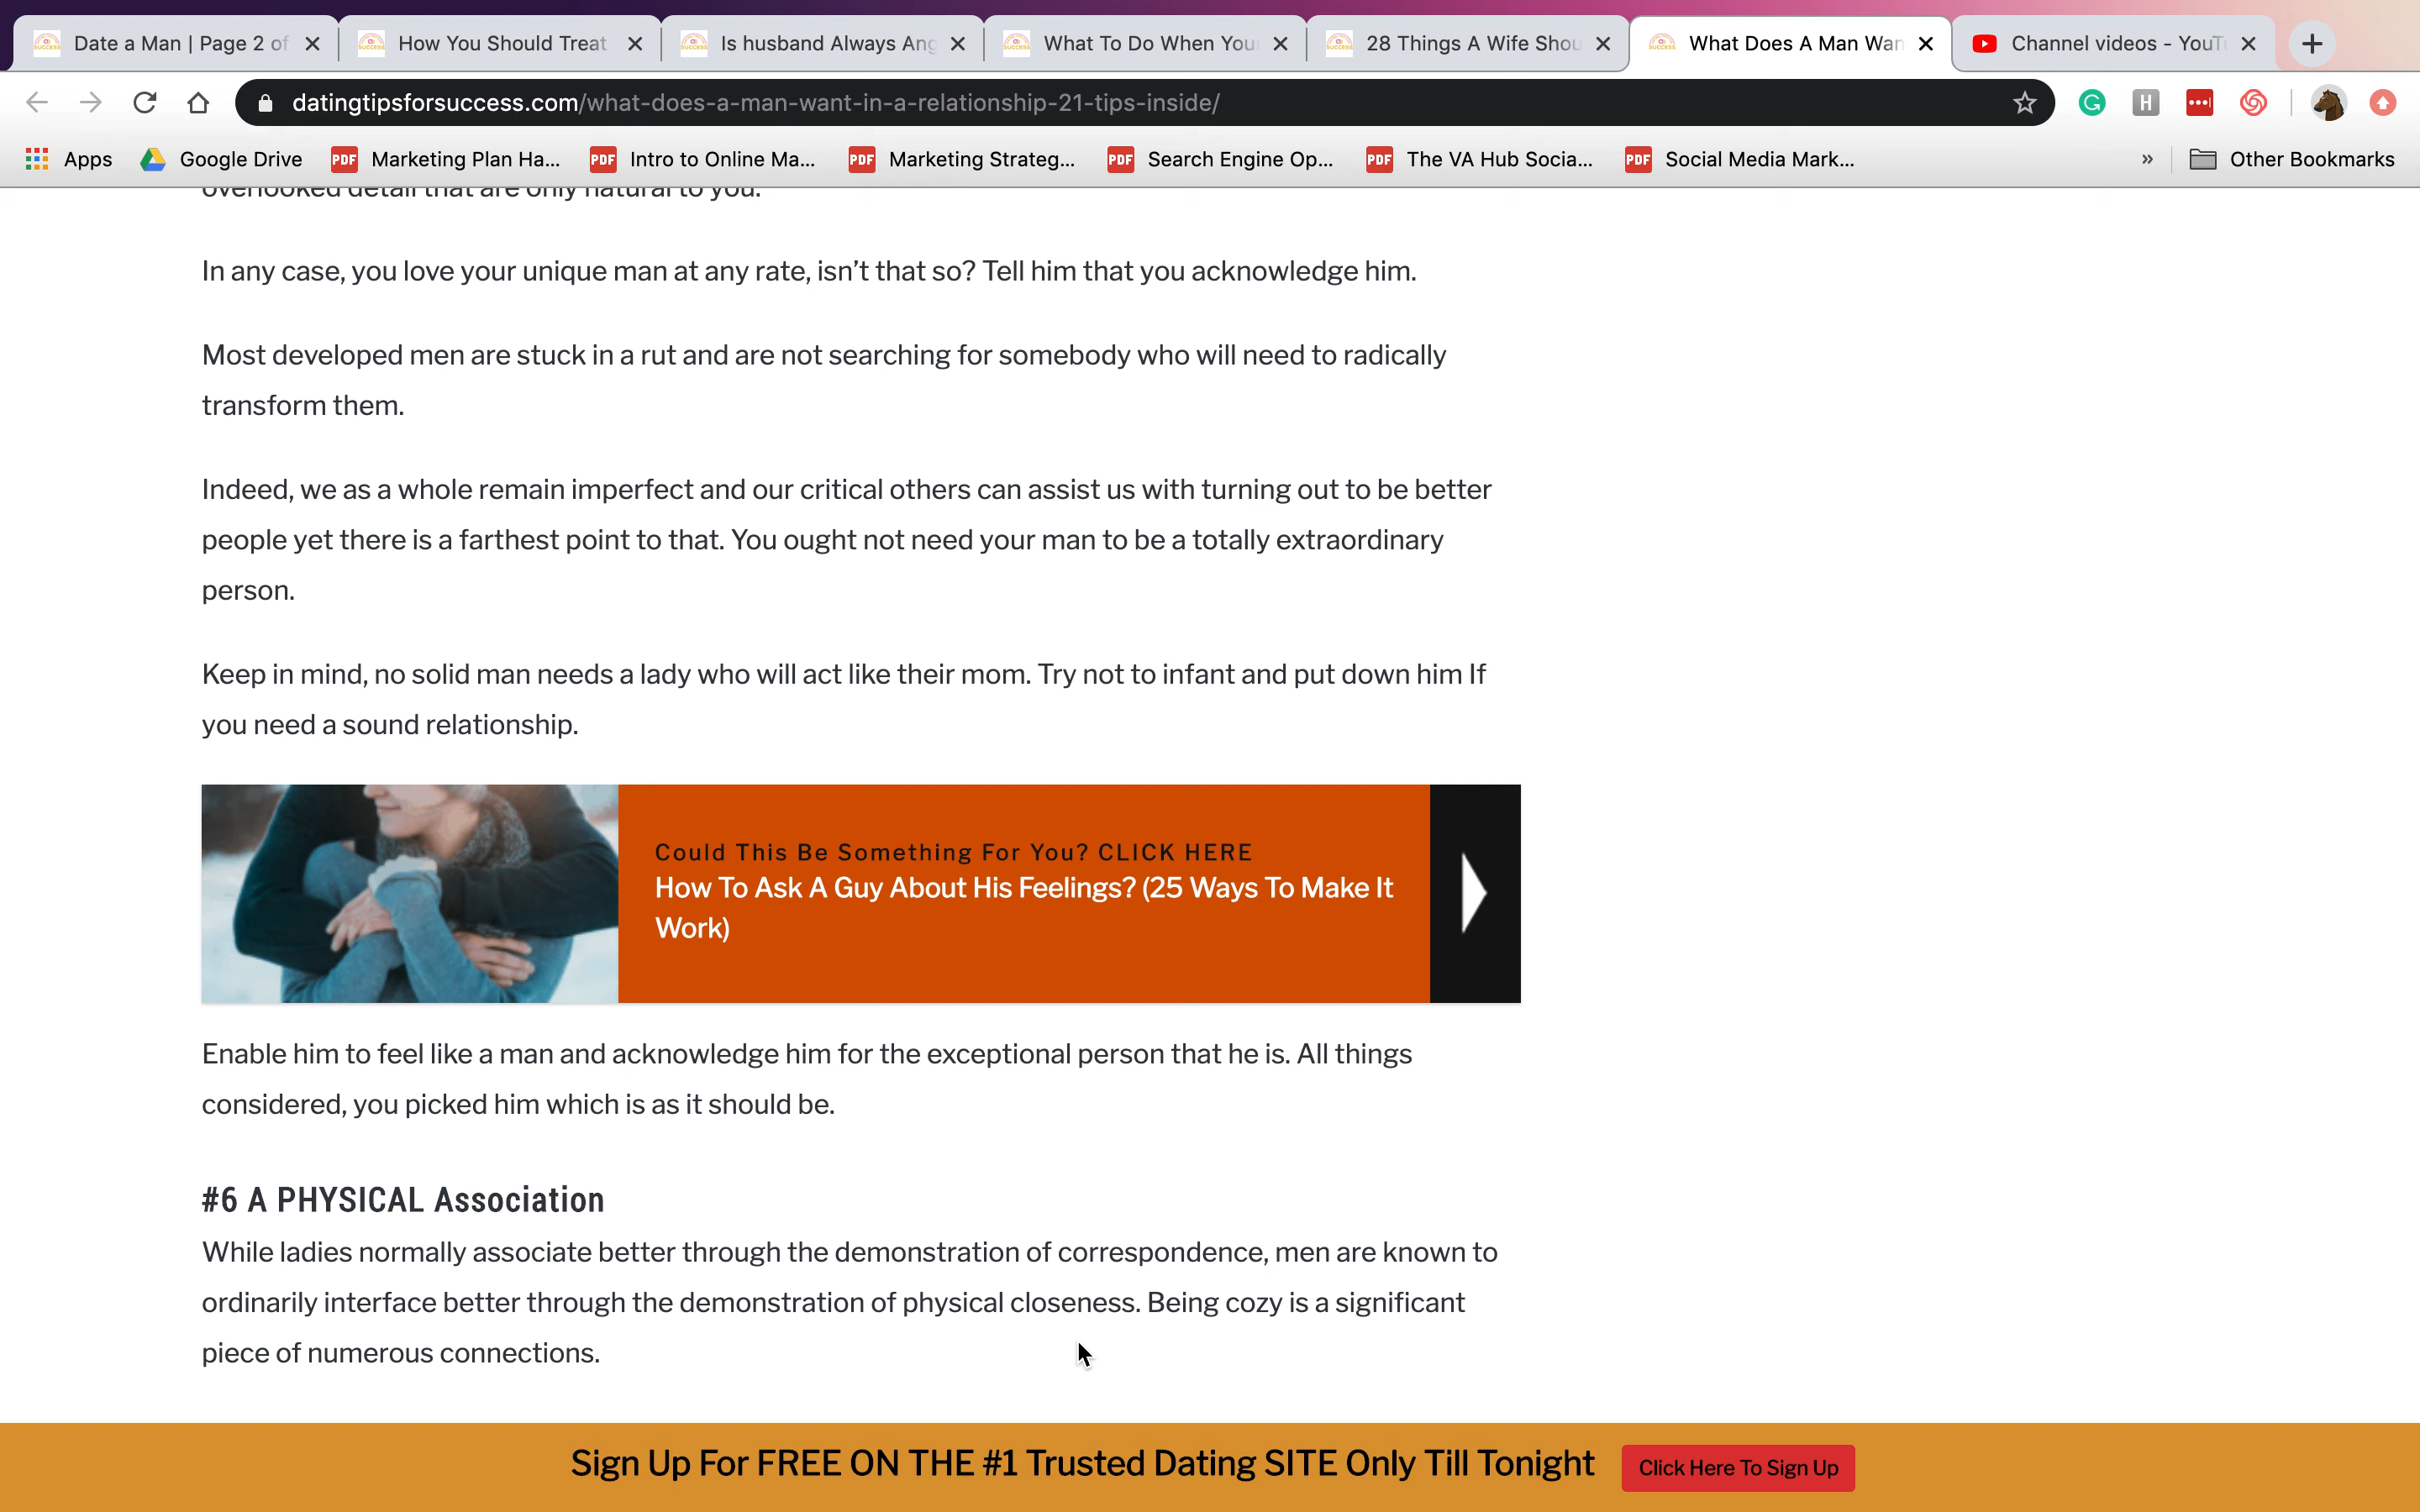 Date a Man | Page 2 of
How You Should Treat
Is husband Always Ang
What To Do When You
28 Things A Wife Shou
What Does A Man Wan
Channel videos - YouT
datingtipsforsuccess.com/what-does-a-man-want-in-a-relationship-21-tips-inside/
Apps
Google Drive
PDF Marketing Plan Ha...
PDF Intro to Online Ma...
PDF Marketing Strateg...
PDF Search Engine Op...
PDF The VA Hub Socia...
PDF Social Media Mark...
»
Other Bookmarks
overlooked detail that are only natural to you.
In any case, you love your unique man at any rate, isn’t that so? Tell him that you acknowledge him.
Most developed men are stuck in a rut and are not searching for somebody who will need to radically
transform them.
Indeed, we as a whole remain imperfect and our critical others can assist us with turning out to be better
people yet there is a farthest point to that. You ought not need your man to be a totally extraordinary
person.
Keep in mind, no solid man needs a lady who will act like their mom. Try not to infant and put down him If
you need a sound relationship.
Could This Be Something For You? CLICK HERE
How To Ask A Guy About His Feelings? (25 Ways To Make It
Work)
Enable him to feel like a man and acknowledge him for the exceptional person that he is. All things
considered, you picked him which is as it should be.
#6 A PHYSICAL Association
While ladies normally associate better through the demonstration of correspondence, men are known to
ordinarily interface better through the demonstration of physical closeness. Being cozy is a significant
piece of numerous connections.
Sign Up For FREE ON THE #1 Trusted Dating SITE Only Till Tonight
Click Here To Sign Up